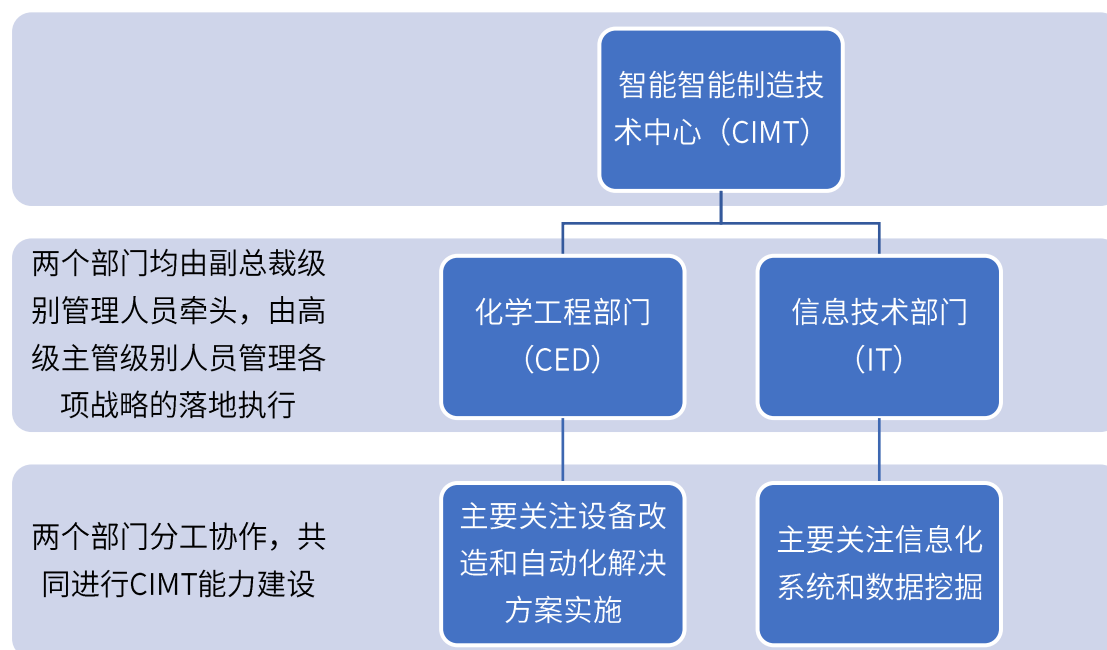 智能智能制造技
术中心（CIMT）
两个部门均由副总裁级
别管理人员牵头，由高
级主管级别人员管理各
项战略的落地执行
化学工程部门
（CED）
信息技术部门
（IT）
两个部门分工协作，共
同进行CIMT能力建设
主要关注设备改
造和自动化解决
方案实施
主要关注信息化
系统和数据挖掘